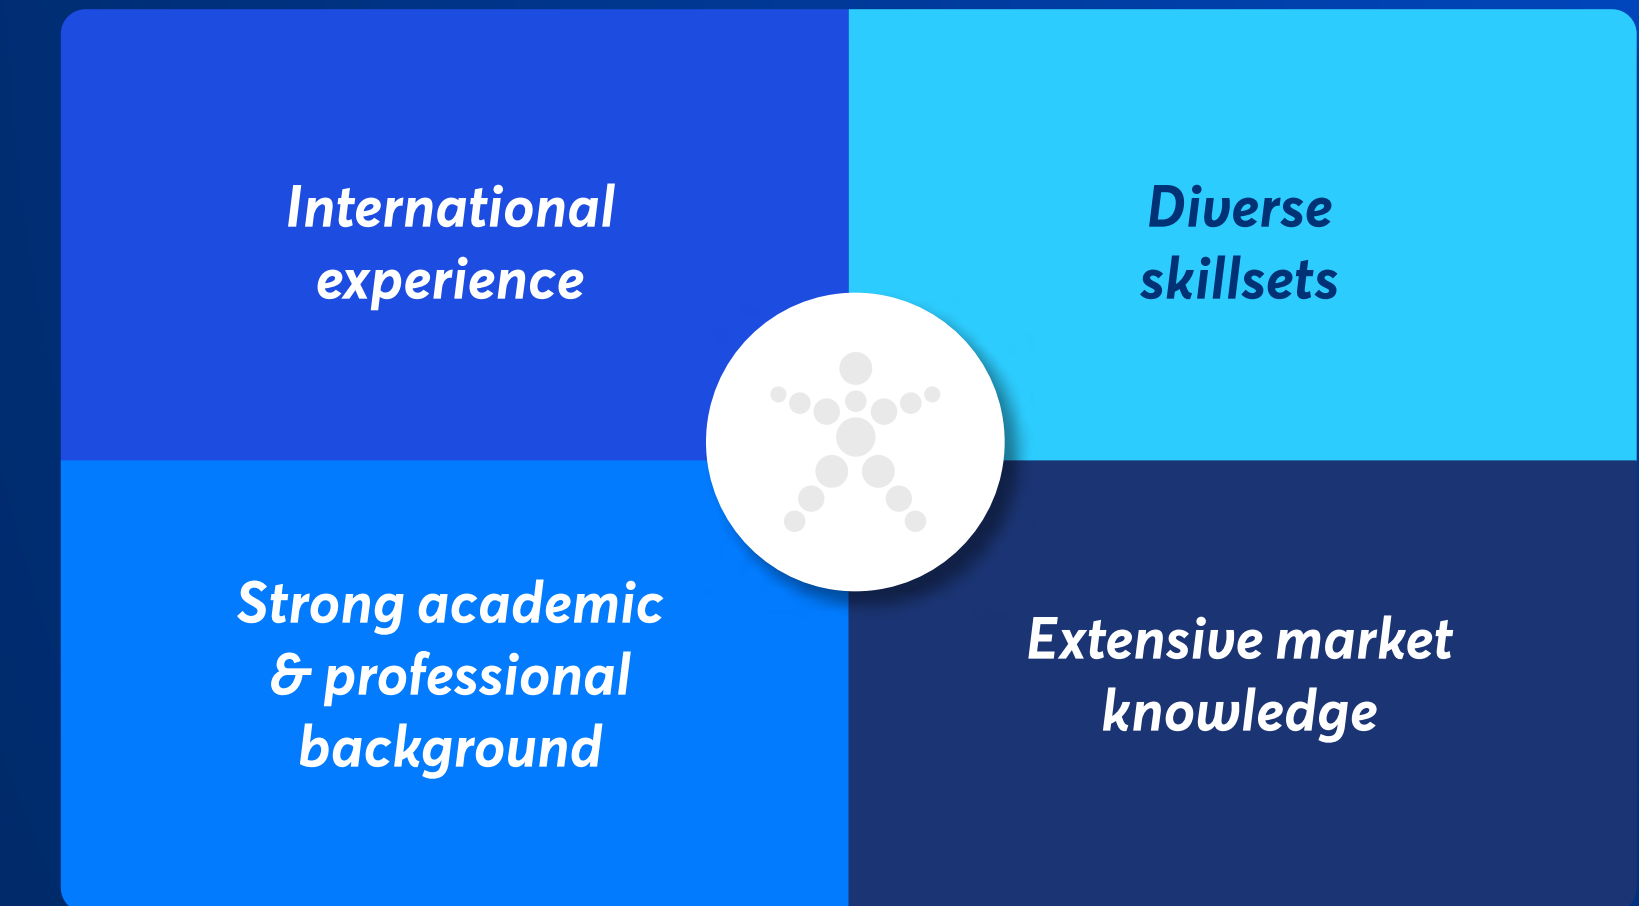 International
experience
Diverse
skillsets
Strong academic
& professional
background
Extensive market
knowledge